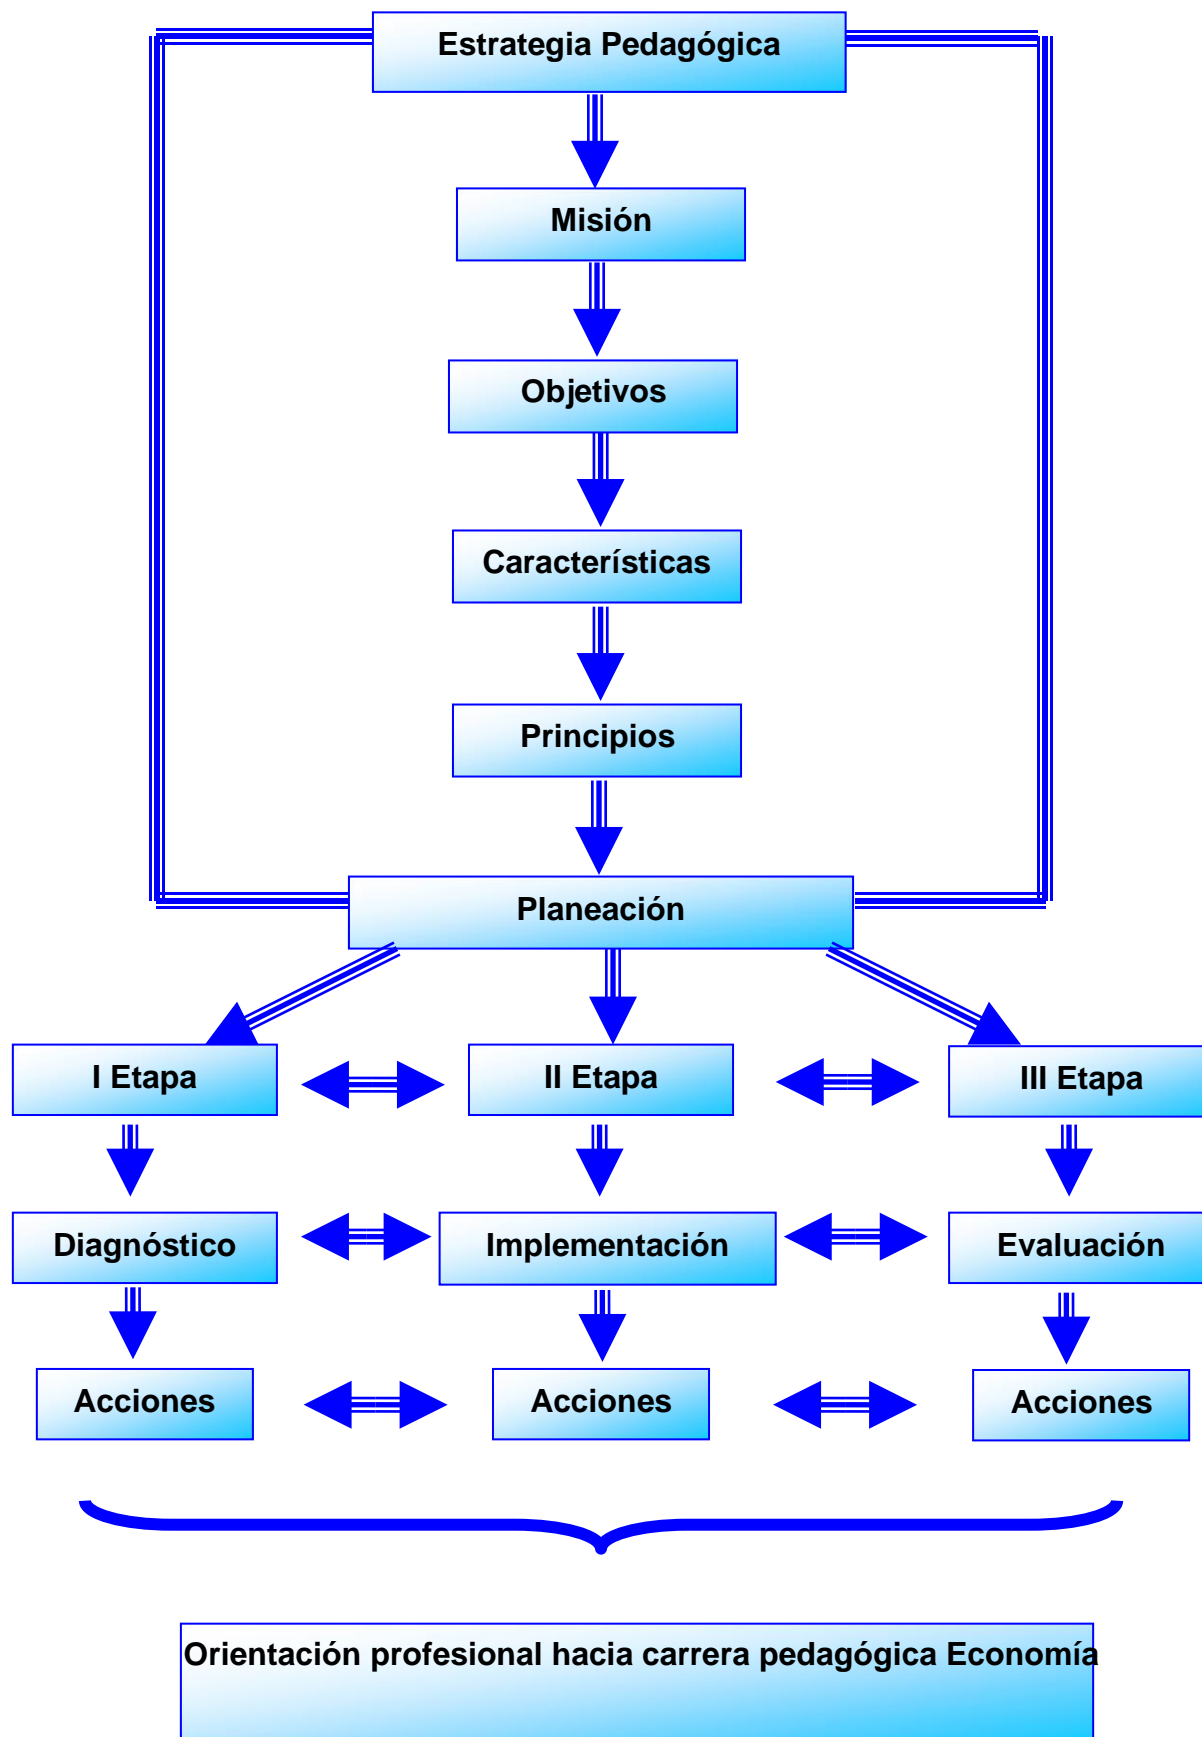 Estrategia Pedagógica
Misión
Objetivos
Característísticas
Principios
Planeación
I Etapa
II Etapa
III Etapa
Diagnóstico
Implementación
Evaluación
Acciones
Acciones
Acciones
Orientación profesional hacia carrera pedagógica Economía